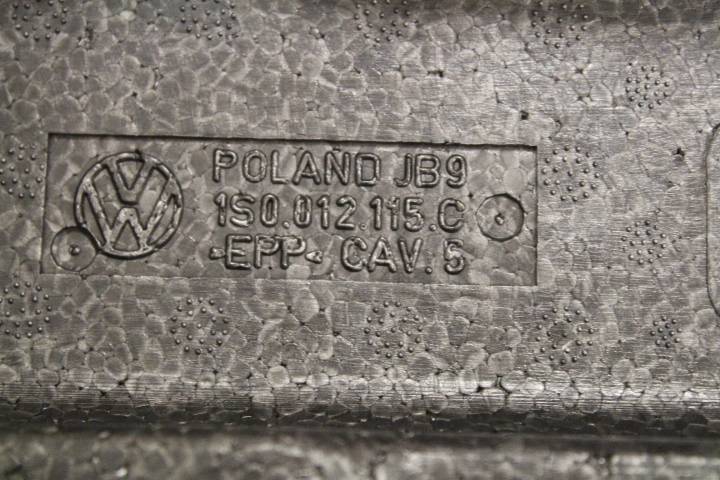 POLAND JB9
1S0.012.115.C
>EPP< CAV. 5